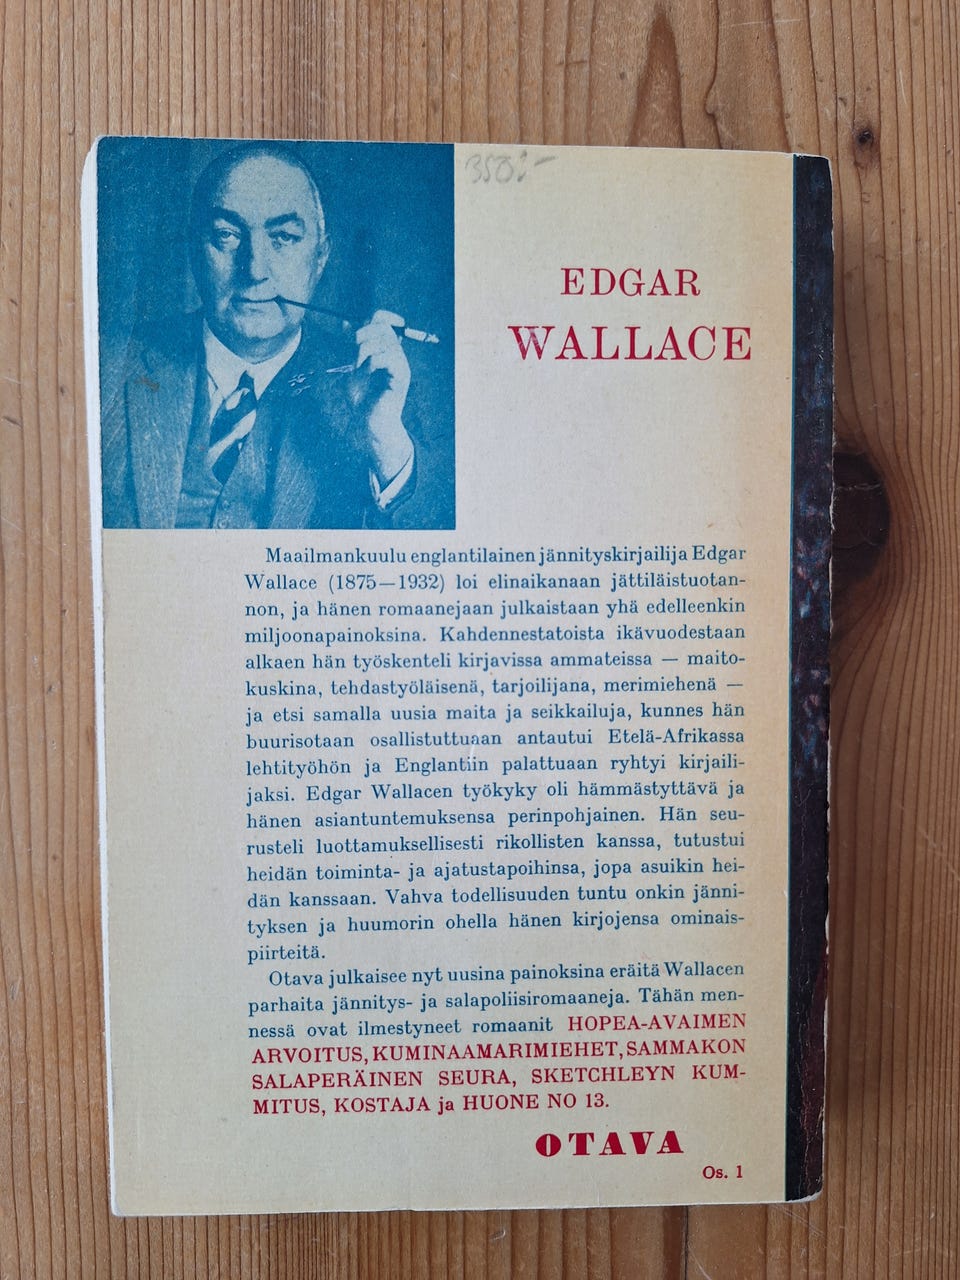 350:-
EDGAR
WALLACE
Maailmankuulu englantilainen jännityskirjailija Edgar
Wallace (1875—1932) loi elinaikanaan jättiläistuotan-
non, ja hänen romaanejaan julkaistaan yhä edelleenkin
miljoonapainoksina. Kahdennestatoista ikävuodestaan
alkaen hän työskenteli kirjavissa ammateissa — maito-
kuskina, tehdastyöläisenä, tarjoilijana, merimiehenä —
ja etsi samalla uusia maita ja seikkailuja, kunnes hän
buurisotaan osallistuttuaan antautui Etelä-Afrikassa
lehtityöhön ja Englantiin palattuaan ryhtyi kirjaili-
jaksi. Edgar Wallacen työkyky oli hämmästyttävä ja
hänen asiantuntemuksensa perinpohjainen. Hän seu-
rusteli luottamuksellisesti rikollisten kanssa, tutustui
heidän toiminta- ja ajatustapoihinsa, jopa asuikin hei-
dän kanssaan. Vahva todellisuuden tuntu onkin jänni-
tyksen ja huumorin ohella hänen kirjojensa ominais-
piirteitä.
Otava julkaisee nyt uusina painoksina eräitä Wallacen
parhaita jännitys- ja salapoliisiromaaneja. Tähän men-
nessä ovat ilmestyneet romaanit HOPEA-AVAIMEN
ARVOITUS, KUMINAAMARIMIEHET, SAMMAKON
SALAPERÄINEN SEURA, SKETCHLEYN KUM-
MITUS, KOSTAJA ja HUONE NO 13.
OTAVA
Os. 1